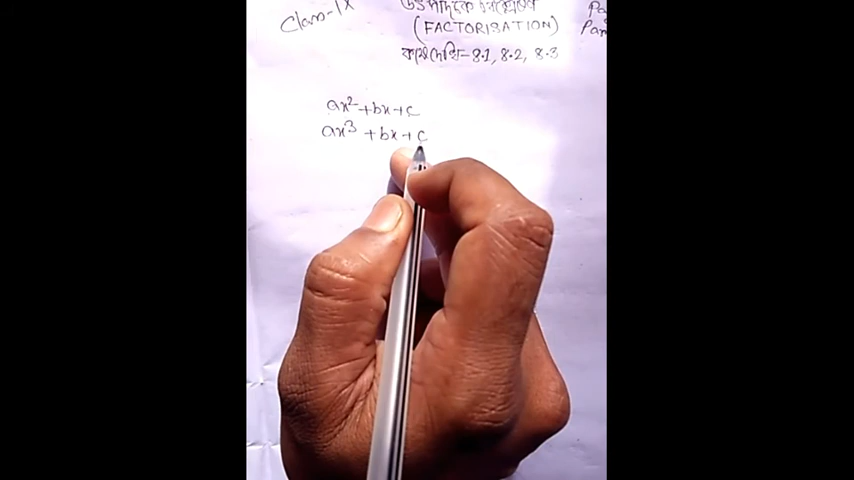 Class-IX
উৎপাদকে বিশ্লেষণ
(FACTORISATION)
কষে দেখি-8.1, 8.2, 8.3
ax²+bx+c
ax³+bx+c